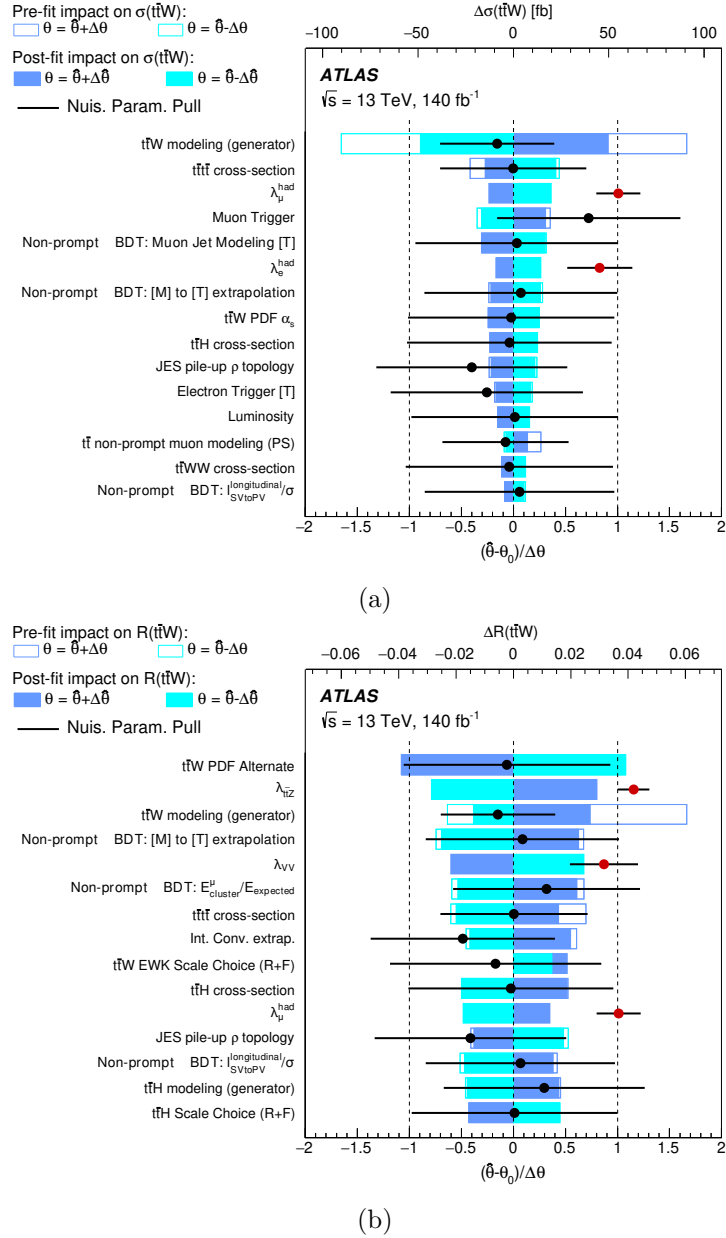 Pre-fit impact on σ(tt̄W):
θ = θ̂+Δθ θ = θ̂-Δθ
Post-fit impact on σ(tt̄W):
θ = θ̂+Δθ̂ θ = θ̂-Δθ̂
Nuis. Param. Pull
Δσ(tt̄W) [fb]
−100 −50 0 50 100
ATLAS
√s = 13 TeV, 140 fb⁻¹
tt̄W modeling (generator)
tt̄tt̄ cross-section
λ_μ^had
Muon Trigger
Non-prompt BDT: Muon Jet Modeling [T]
λ_e^had
Non-prompt BDT: [M] to [T] extrapolation
tt̄W PDF α_s
tt̄H cross-section
JES pile-up ρ topology
Electron Trigger [T]
Luminosity
tt̄ non-prompt muon modeling (PS)
tt̄WW cross-section
Non-prompt BDT: l_SVtoPV^longitudinal/σ
−2 −1.5 −1 −0.5 0 0.5 1 1.5 2
(θ̂-θ₀)/Δθ
(a)
Pre-fit impact on R(tt̄W):
θ = θ̂+Δθ θ = θ̂-Δθ
Post-fit impact on R(tt̄W):
θ = θ̂+Δθ̂ θ = θ̂-Δθ̂
Nuis. Param. Pull
ΔR(tt̄W)
−0.06 −0.04 −0.02 0 0.02 0.04 0.06
ATLAS
√s = 13 TeV, 140 fb⁻¹
tt̄W PDF Alternate
λ_tt̄Z
tt̄W modeling (generator)
Non-prompt BDT: [M] to [T] extrapolation
λ_VV
Non-prompt BDT: E_cluster^μ/E_expected
tt̄tt̄ cross-section
Int. Conv. extrap.
tt̄W EWK Scale Choice (R+F)
tt̄H cross-section
λ_μ^had
JES pile-up ρ topology
Non-prompt BDT: l_SVtoPV^longitudinal/σ
tt̄H modeling (generator)
tt̄H Scale Choice (R+F)
−2 −1.5 −1 −0.5 0 0.5 1 1.5 2
(θ̂-θ₀)/Δθ
(b)